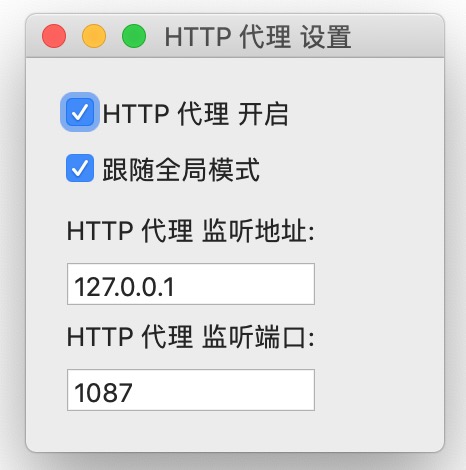 HTTP 代理 设置
HTTP 代理 开启
跟随全局模式
HTTP 代理 监听地址:
127.0.0.1
HTTP 代理 监听端口:
1087